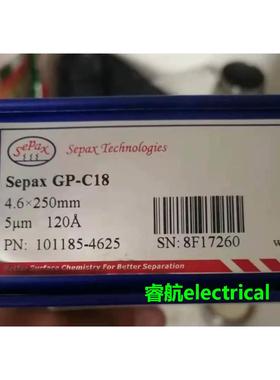 Sepax
Sepax Technologies
Sepax GP-C18
4.6×250mm
5μm 120Å
PN: 101185-4625 SN: 8F17260
w
Better Surface Chemistry For Better Separation
睿航electrical